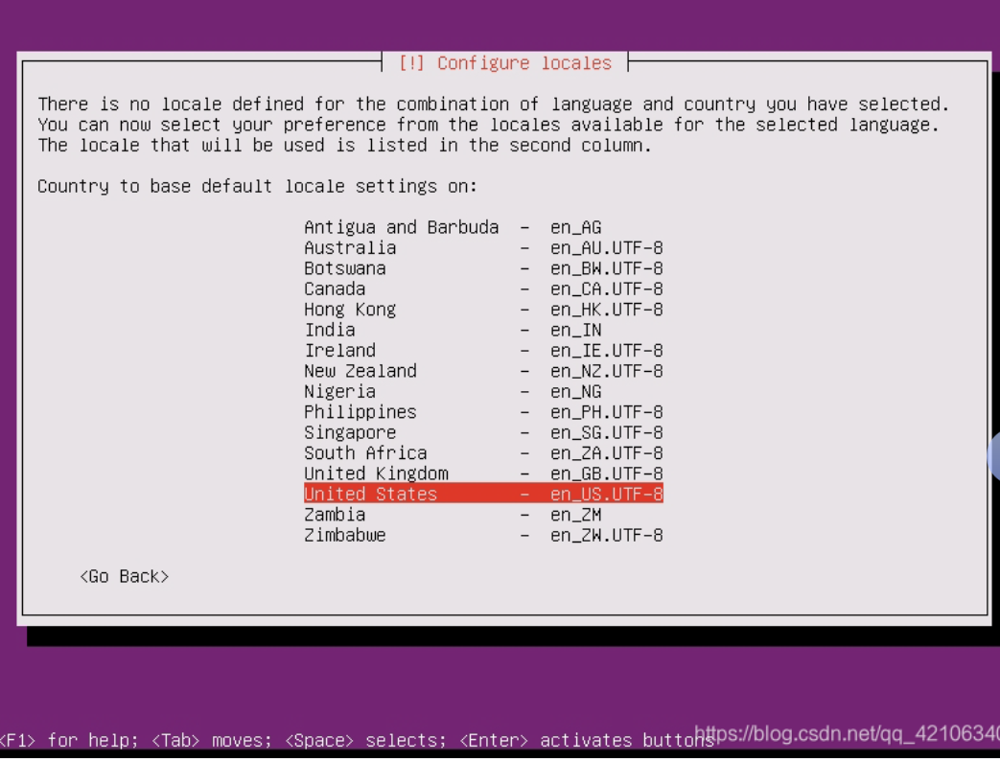 [!] Configure locales
There is no locale defined for the combination of language and country you have selected.
You can now select your preference from the locales available for the selected language.
The locale that will be used is listed in the second column.
Country to base default locale settings on:
Antigua and Barbuda - en_AG
Australia - en_AU.UTF-8
Botswana - en_BW.UTF-8
Canada - en_CA.UTF-8
Hong Kong - en_HK.UTF-8
India - en_IN
Ireland - en_IE.UTF-8
New Zealand - en_NZ.UTF-8
Nigeria - en_NG
Philippines - en_PH.UTF-8
Singapore - en_SG.UTF-8
South Africa - en_ZA.UTF-8
United Kingdom - en_GB.UTF-8
United States - en_US.UTF-8
Zambia - en_ZM
Zimbabwe - en_ZW.UTF-8
<Go Back>
<F1> for help; <Tab> moves; <Space> selects; <Enter> activates buttons
https://blog.csdn.net/qq_42106340